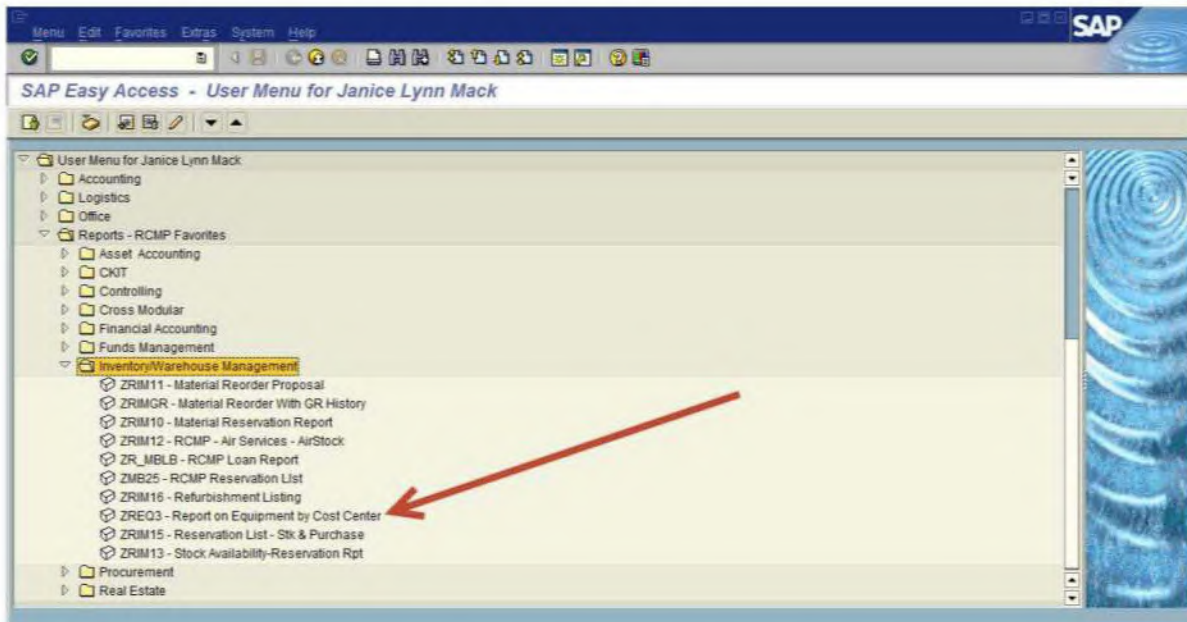 Menu Edit Favorites Extras System Help
SAP
SAP Easy Access - User Menu for Janice Lynn Mack
User Menu for Janice Lynn Mack
Accounting
Logistics
Office
Reports - RCMP Favorites
Asset Accounting
CKIT
Controlling
Cross Modular
Financial Accounting
Funds Management
Inventory/Warehouse Management
ZRIM11 - Material Reorder Proposal
ZRIMGR - Material Reorder With GR History
ZRIM10 - Material Reservation Report
ZRIM12 - RCMP - Air Services - AirStock
ZR_MBLB - RCMP Loan Report
ZMB25 - RCMP Reservation LIst
ZRIM16 - Refurbishment Listing
ZREQ3 - Report on Equipment by Cost Center
ZRIM15 - Reservation List - Stk & Purchase
ZRIM13 - Stock Availability-Reservation Rpt
Procurement
Real Estate